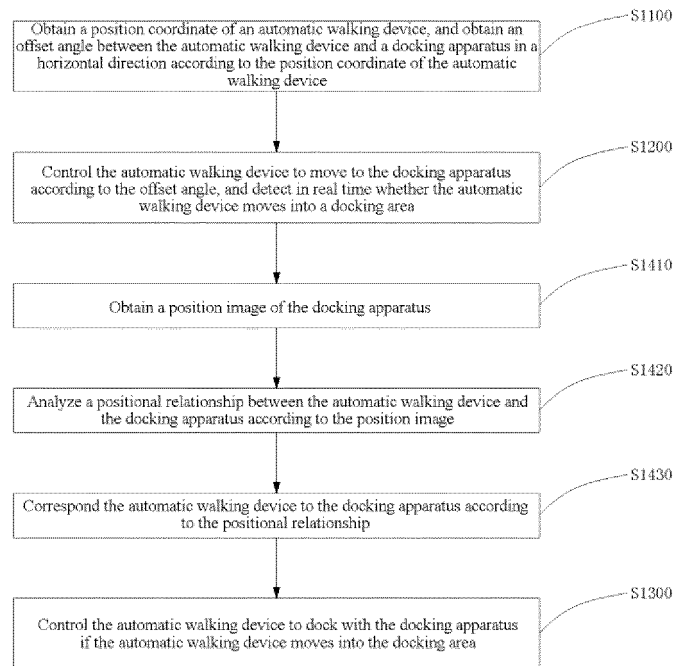 S1100
Obtain a position coordinate of an automatic walking device, and obtain an
offset angle between the automatic walking device and a docking apparatus in a
horizontal direction according to the position coordinate of the automatic
walking device
S1200
Control the automatic walking device to move to the docking apparatus
according to the offset angle, and detect in real time whether the automatic
walking device moves into a docking area
S1410
Obtain a position image of the docking apparatus
S1420
Analyze a positional relationship between the automatic walking device and
the docking apparatus according to the position image
S1430
Correspond the automatic walking device to the docking apparatus according
to the positional relationship
S1300
Control the automatic walking device to dock with the docking apparatus
if the automatic walking device moves into the docking area